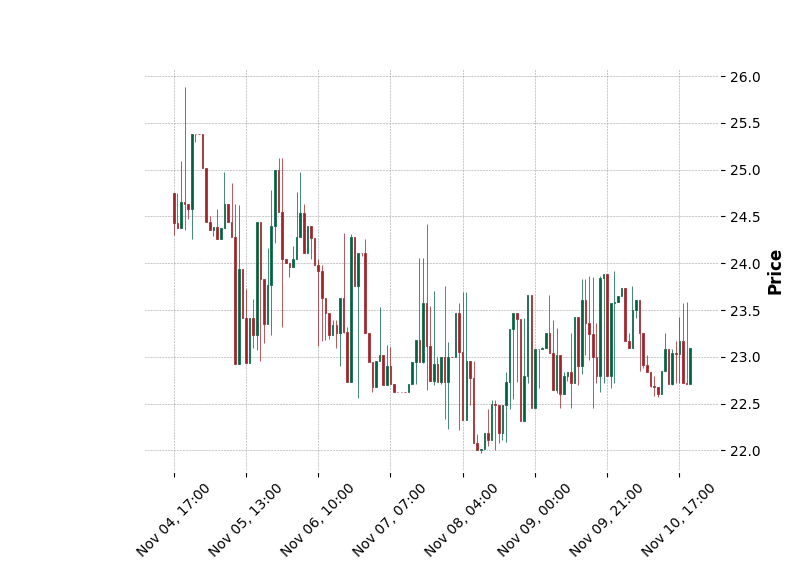 26.0
25.5
25.0
24.5
24.0
23.5
23.0
22.5
22.0
Price
Nov 04, 17:00
Nov 05, 13:00
Nov 06, 10:00
Nov 07, 07:00
Nov 08, 04:00
Nov 09, 00:00
Nov 09, 21:00
Nov 10, 17:00